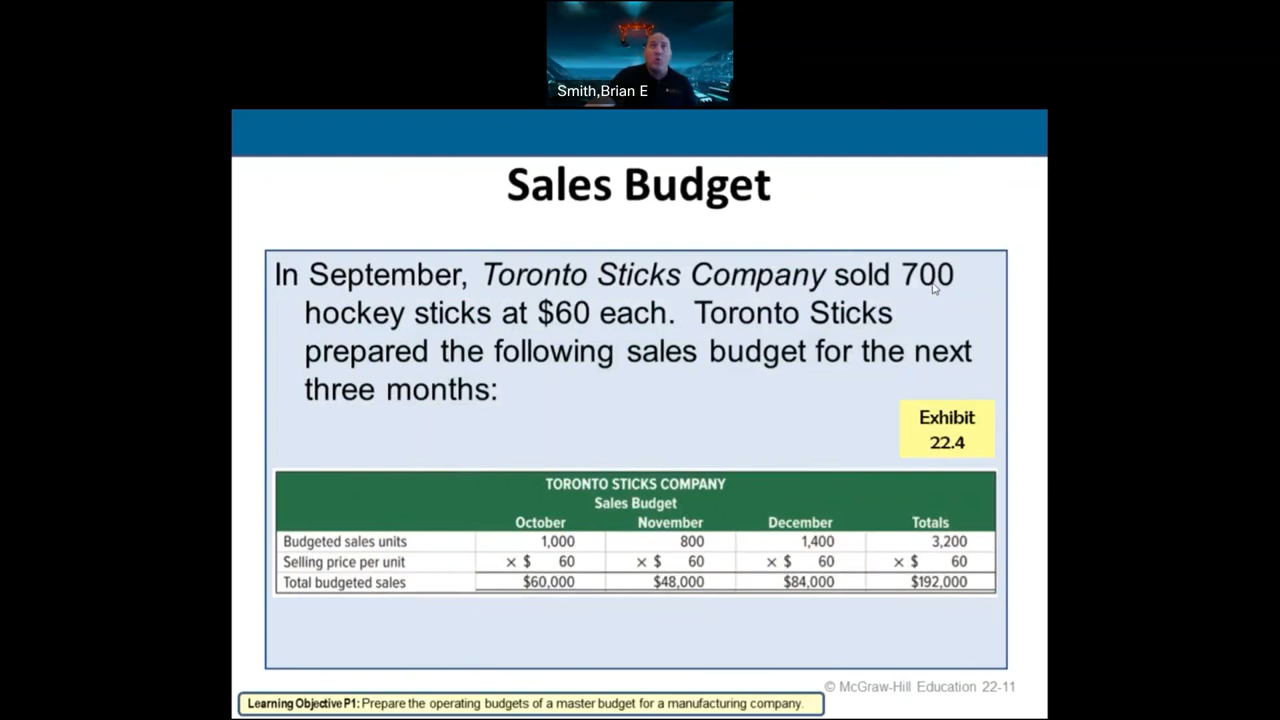 Smith,Brian E
Sales Budget
In September, Toronto Sticks Company sold 700
hockey sticks at $60 each. Toronto Sticks
prepared the following sales budget for the next
three months:
Exhibit
22.4
TORONTO STICKS COMPANY
Sales Budget
October November December Totals
Budgeted sales units 1,000 800 1,400 3,200
Selling price per unit × $ 60 × $ 60 × $ 60 × $ 60
Total budgeted sales $60,000 $48,000 $84,000 $192,000
© McGraw-Hill Education 22-11
Learning Objective P1: Prepare the operating budgets of a master budget for a manufacturing company.